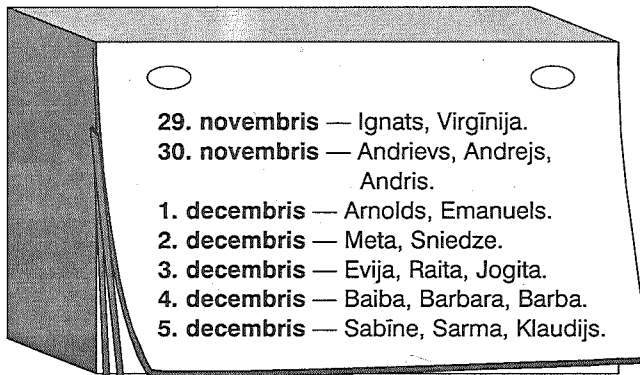 29. novembris — Ignats, Virgīnija.
30. novembris — Andrievs, Andrejs,
Andris.
1. decembris — Arnolds, Emanuels.
2. decembris — Meta, Sniedze.
3. decembris — Evija, Raita, Jogita.
4. decembris — Baiba, Barbara, Barba.
5. decembris — Sabīne, Sarma, Klaudijs.